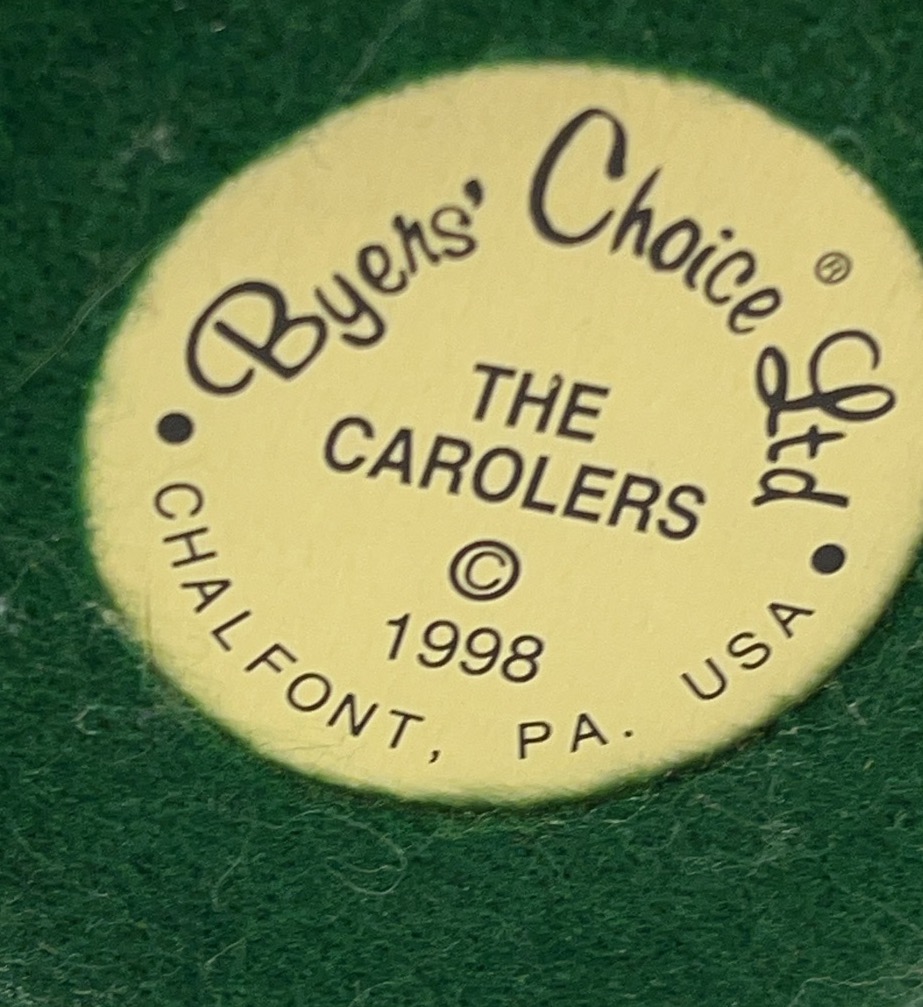 Byers' Choice Ltd ®
THE
CAROLERS
©
1998
• CHALFONT, PA. USA •